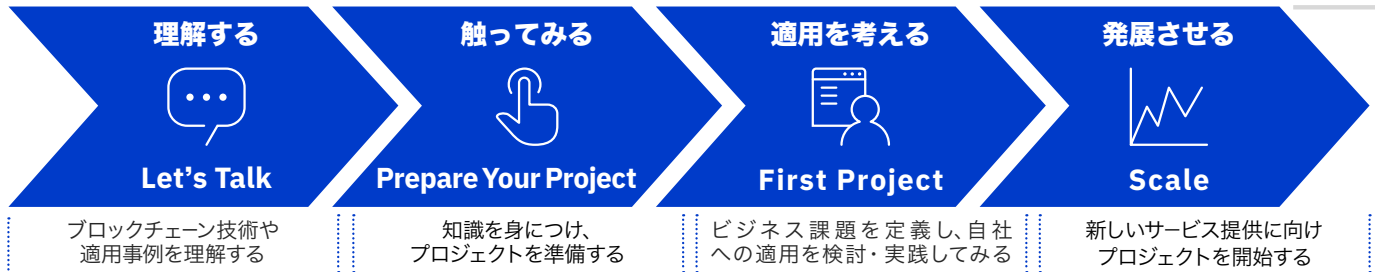 理解する
Let's Talk
ブロックチェーン技術や
適用事例を理解する
触ってみる
Prepare Your Project
知識を身につけ、
プロジェクトを準備する
適用を考える
First Project
ビジネス課題を定義し、自社
への適用を検討・実践してみる
発展させる
Scale
新しいサービス提供に向け
プロジェクトを開始する